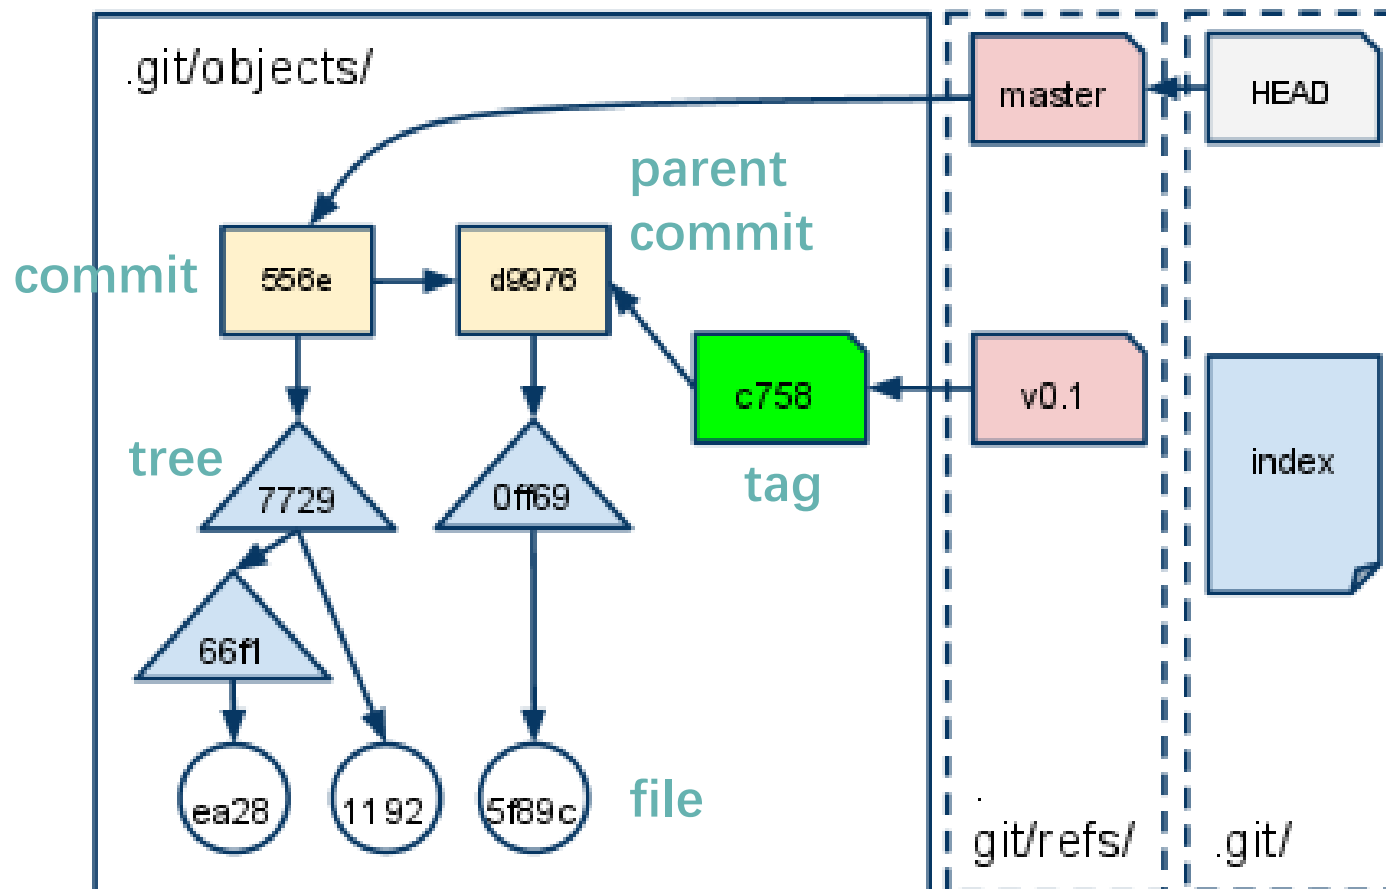 .git/objects/
master
HEAD
parent
commit
commit
556e
d9976
c758
v0.1
tree
7729
0ff69
tag
index
66f1
ea28
1192
5f89c
file
.
git/refs/
.git/